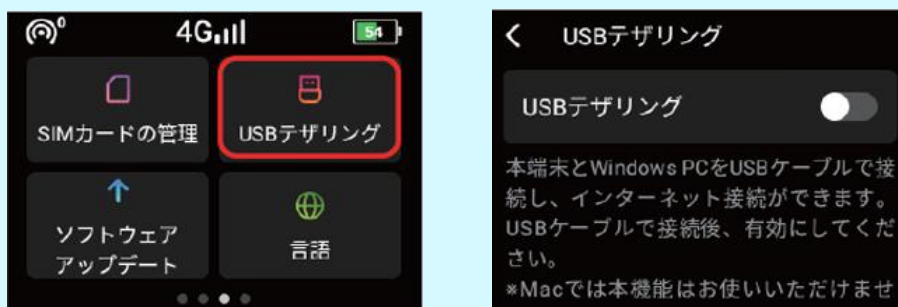 0
4G
54
SIMカードの管理
USBテザリング
ソフトウェア
アップデート
言語
USBテザリング
USBテザリング
本端末とWindows PCをUSBケーブルで接
続し、インターネット接続ができます。
USBケーブルで接続後、有効にしてくだ
さい。
*Macでは本機能はお使いいただけませ